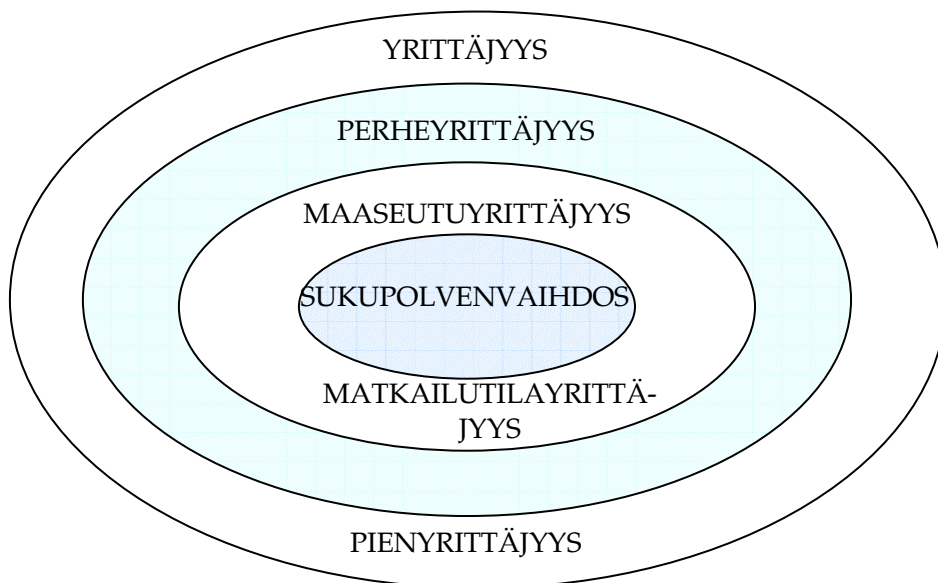 YRITTÄJYYS
PERHEYRITTÄJYYS
MAASEUTUYRITTÄJYYS
SUKUPOLVENVAIHDOS
MATKAILUTILAYRITTÄ-
JYYS
PIENYRITTÄJYYS